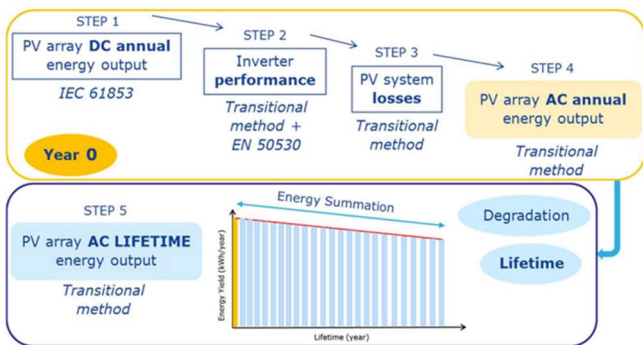 STEP 1
PV array DC annual
energy output
IEC 61853
STEP 2
Inverter
performance
Transitional
method +
EN 50530
STEP 3
PV system
losses
Transitional
method
STEP 4
PV array AC annual
energy output
Transitional
method
Year 0
STEP 5
PV array AC LIFETIME
energy output
Transitional
method
Energy Summation
Energy Yield (kWh/year)
Lifetime (year)
Degradation
Lifetime